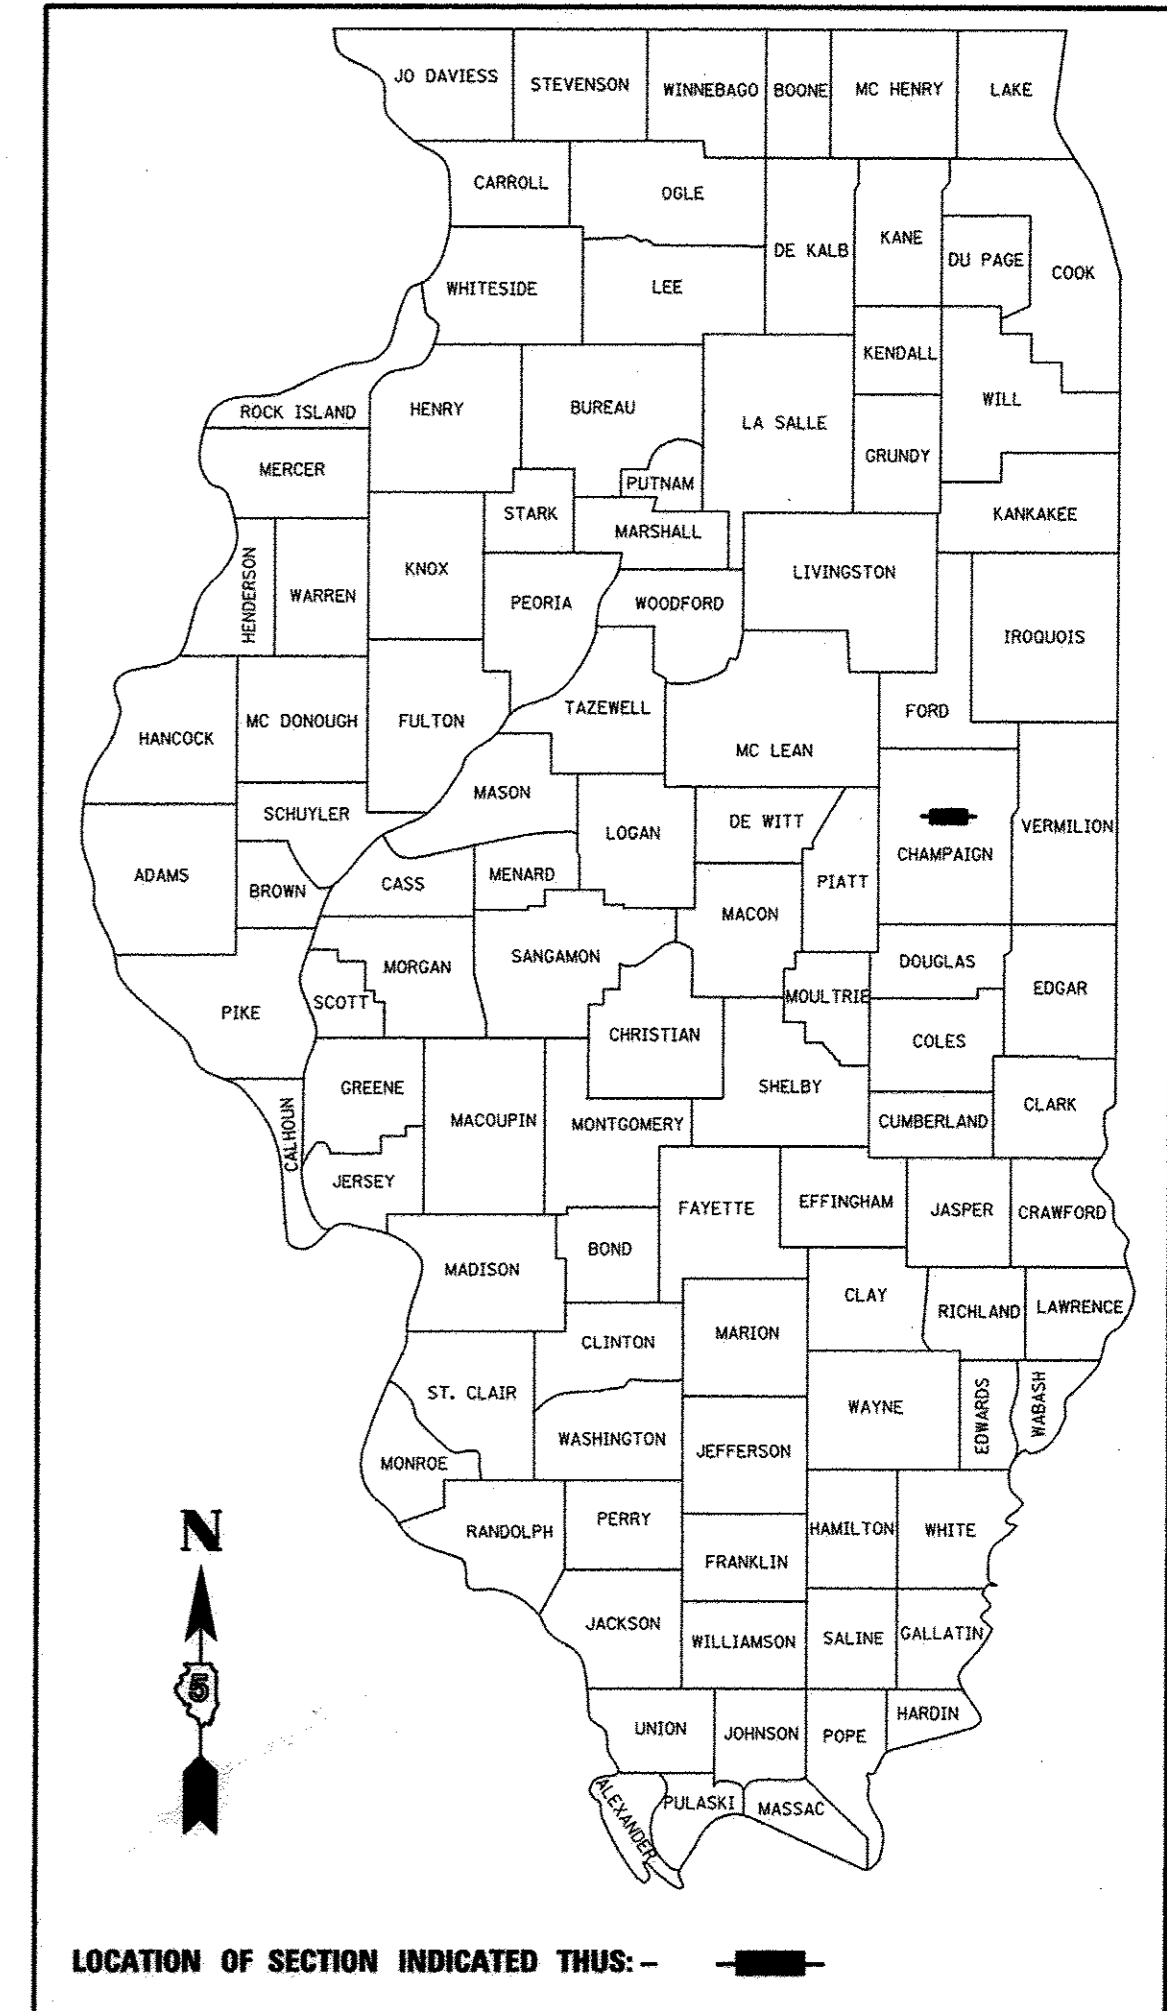 JO DAVIESS
STEVENSON
WINNEBAGO
BOONE
MC HENRY
LAKE
CARROLL
OGLE
DE KALB
KANE
DU PAGE
COOK
WHITESIDE
LEE
KENDALL
WILL
ROCK ISLAND
HENRY
BUREAU
LA SALLE
GRUNDY
MERCER
PUTNAM
STARK
MARSHALL
KANKAKEE
HENDERSON
WARREN
KNOX
PEORIA
WOODFORD
LIVINGSTON
IROQUOIS
HANCOCK
MC DONOUGH
FULTON
TAZEWELL
MC LEAN
FORD
SCHUYLER
MASON
LOGAN
DE WITT
CHAMPAIGN
VERMILION
ADAMS
BROWN
CASS
MENARD
PIATT
MACON
PIKE
SCOTT
MORGAN
SANGAMON
CHRISTIAN
MOULTRIE
DOUGLAS
EDGAR
COLES
CALHOUN
GREENE
MACOUPIN
MONTGOMERY
SHELBY
CUMBERLAND
CLARK
JERSEY
FAYETTE
EFFINGHAM
JASPER
CRAWFORD
MADISON
BOND
CLAY
RICHLAND
LAWRENCE
CLINTON
MARION
ST. CLAIR
WAYNE
EDWARDS
WABASH
MONROE
WASHINGTON
JEFFERSON
RANDOLPH
PERRY
HAMILTON
WHITE
FRANKLIN
JACKSON
WILLIAMSON
SALINE
GALLATIN
UNION
JOHNSON
POPE
HARDIN
ALEXANDER
PULASKI
MASSAC
N
5
LOCATION OF SECTION INDICATED THUS: –